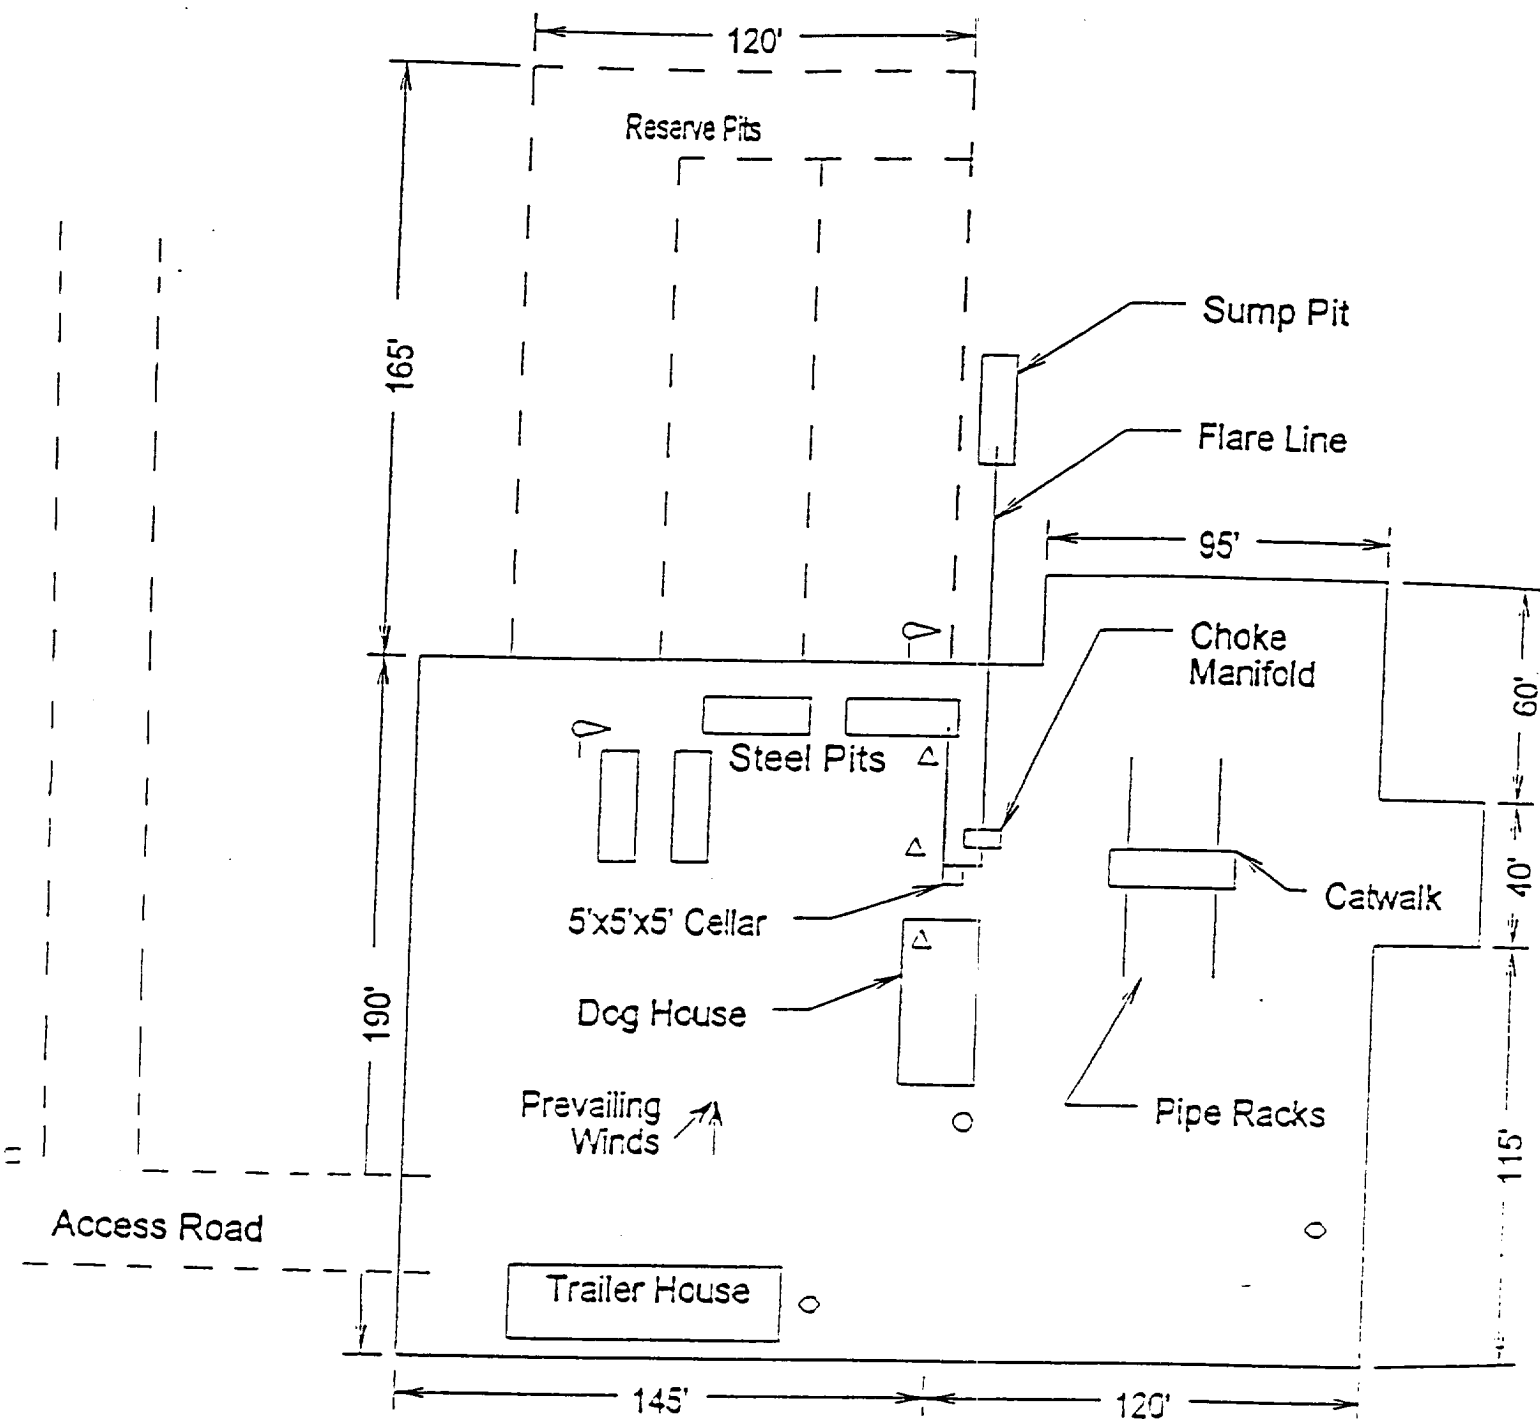 120'
Reserve Pits
Sump Pit
165'
Flare Line
95'
Choke
Manifold
60'
Steel Pits
40'
Catwalk
5'x5'x5' Cellar
190'
Dog House
Prevailing
Winds
Pipe Racks
115'
Access Road
Trailer House
145'
120'